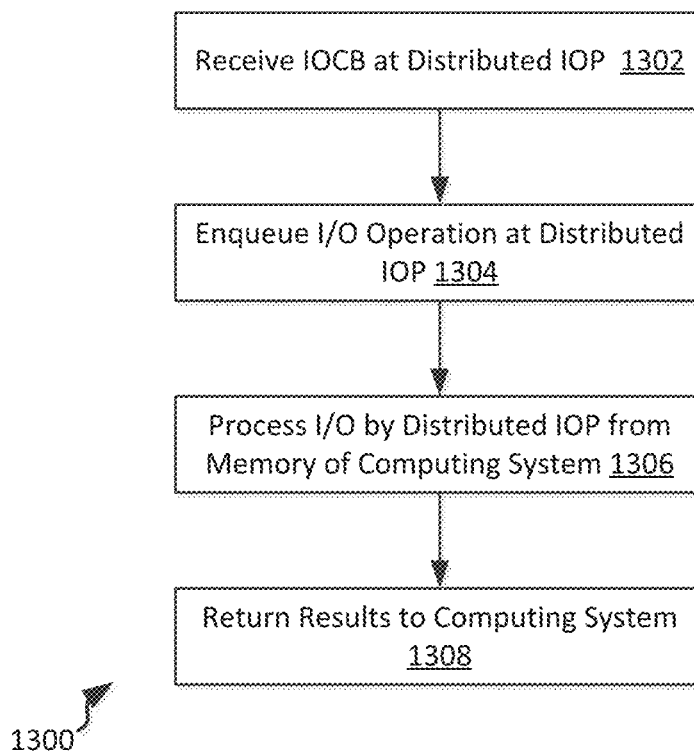 Receive IOCB at Distributed IOP 1302
Enqueue I/O Operation at Distributed
IOP 1304
Process I/O by Distributed IOP from
Memory of Computing System 1306
Return Results to Computing System
1308
1300